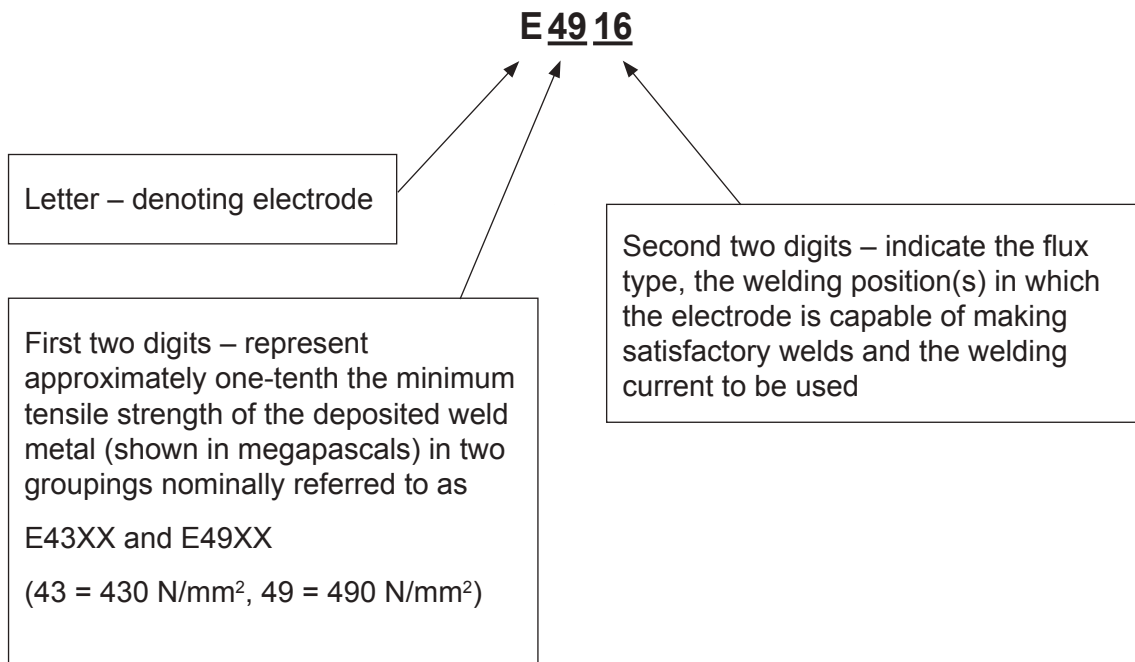 E 49 16
Letter – denoting electrode
First two digits – represent
approximately one-tenth the minimum
tensile strength of the deposited weld
metal (shown in megapascals) in two
groupings nominally referred to as
E43XX and E49XX
(43 = 430 N/mm², 49 = 490 N/mm²)
Second two digits – indicate the flux
type, the welding position(s) in which
the electrode is capable of making
satisfactory welds and the welding
current to be used